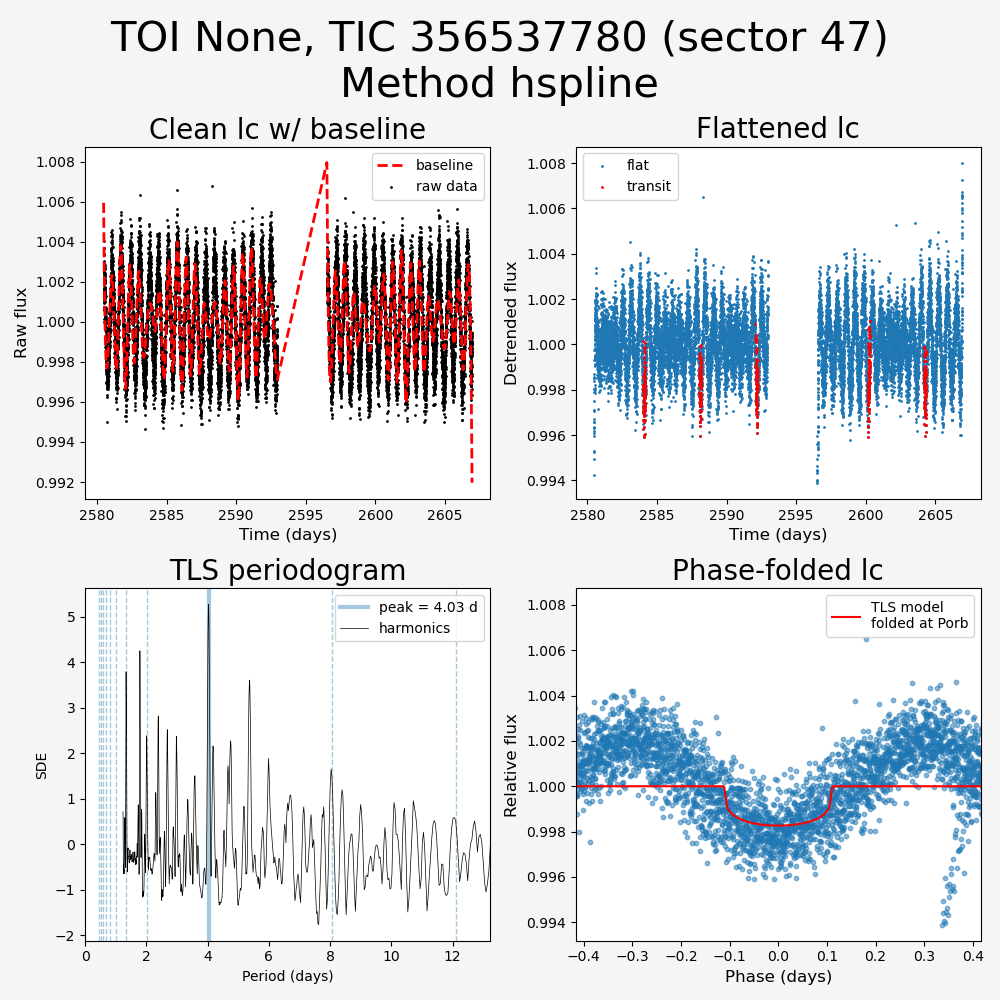 TOI None, TIC 356537780 (sector 47)
Method hspline
Clean lc w/ baseline
Flattened lc
baseline
raw data
flat
transit
1.008
1.006
1.004
1.002
1.000
0.998
0.996
0.994
0.992
Raw flux
2580
2585
2590
2595
2600
2605
Time (days)
1.008
1.006
1.004
1.002
1.000
0.998
0.996
0.994
Detrended flux
2580
2585
2590
2595
2600
2605
Time (days)
TLS periodogram
Phase-folded lc
peak = 4.03 d
harmonics
TLS model
folded at Porb
5
4
3
2
1
0
−1
−2
SDE
0
2
4
6
8
10
12
Period (days)
1.008
1.006
1.004
1.002
1.000
0.998
0.996
0.994
Relative flux
−0.4
−0.3
−0.2
−0.1
0.0
0.1
0.2
0.3
0.4
Phase (days)